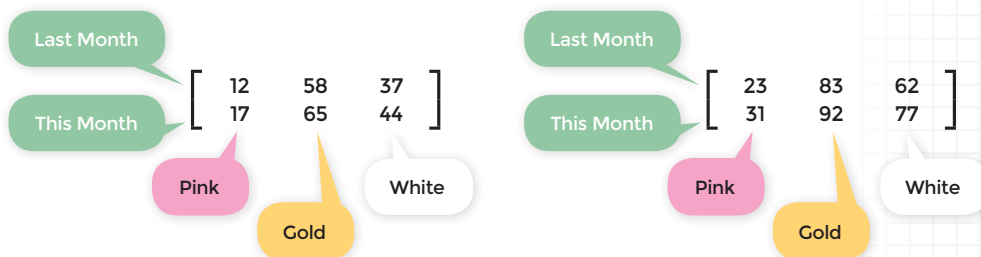 Last Month
12 58 37
17 65 44
This Month
Pink
White
Gold
Last Month
23 83 62
31 92 77
This Month
Pink
White
Gold